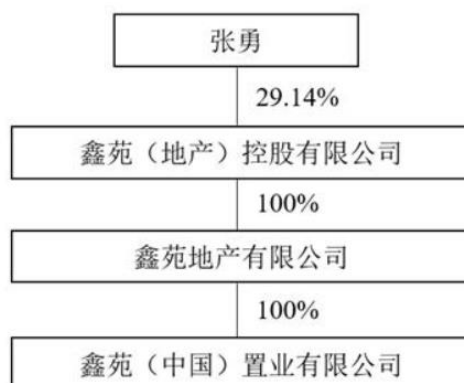 张勇
29.14%
鑫苑（地产）控股有限公司
100%
鑫苑地产有限公司
100%
鑫苑（中国）置业有限公司